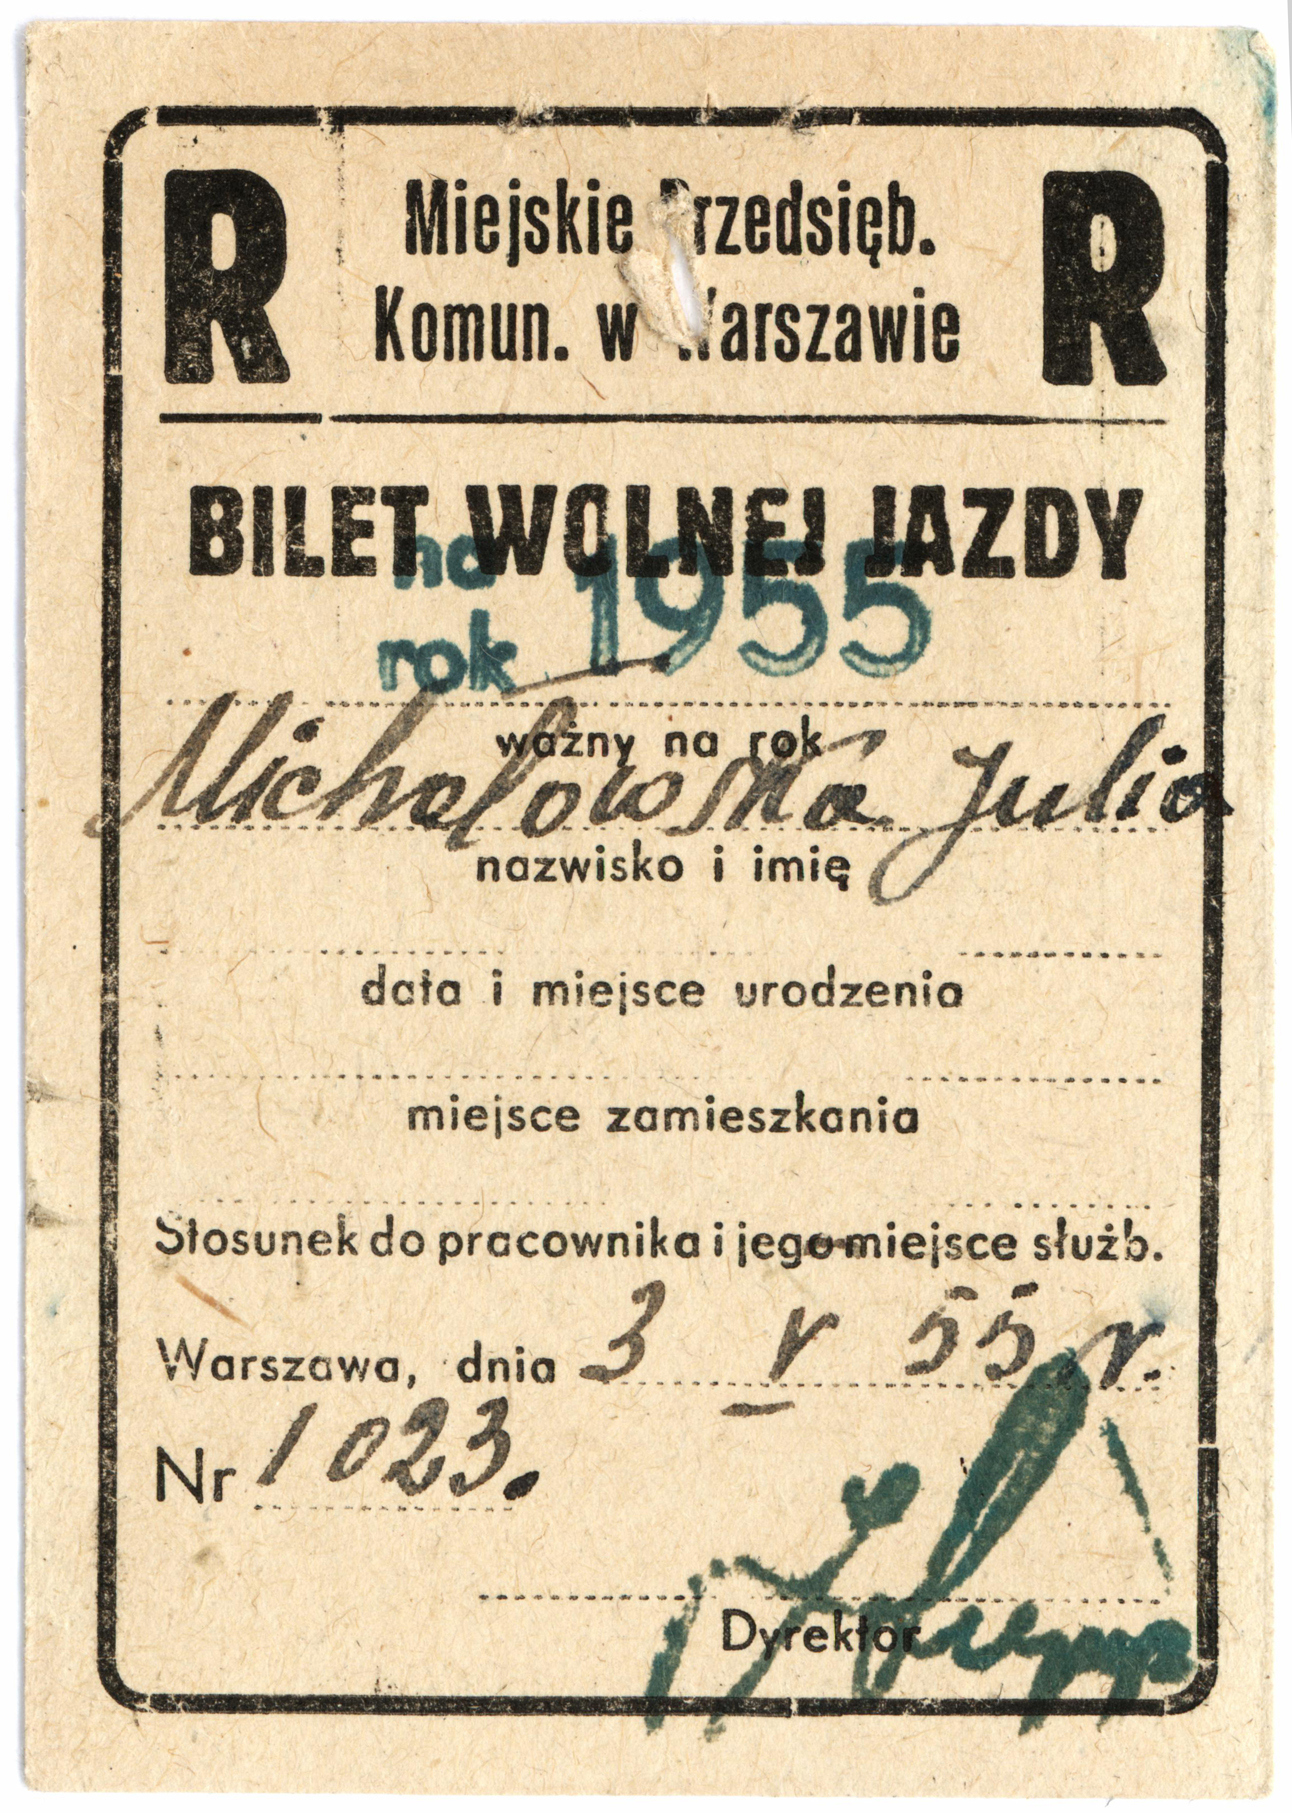 R Miejskie Przedsięb. R
Komun. w Warszawie
BILET WOLNEJ JAZDY
na
rok 1955
ważny na rok
Michałowska Julia
nazwisko i imię
data i miejsce urodzenia
miejsce zamieszkania
Stosunek do pracownika i jego miejsce służb.
Warszawa, dnia 3 V 55 r.
Nr 1023.
Dyrektor